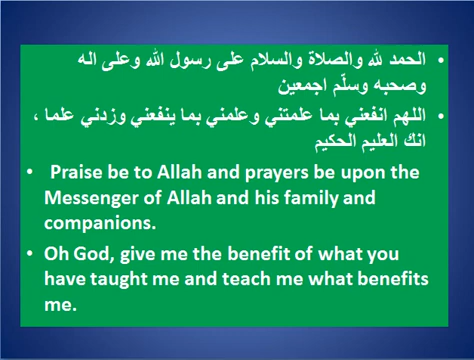 • الحمد لله والصلاة والسلام على رسول الله وعلى اله
وصحبه وسلّم اجمعين
• اللهم انفعني بما علمتني وعلمني بما ينفعني وزدني علما ،
انك العليم الحكيم
• Praise be to Allah and prayers be upon the
Messenger of Allah and his family and
companions.
• Oh God, give me the benefit of what you
have taught me and teach me what benefits
me.